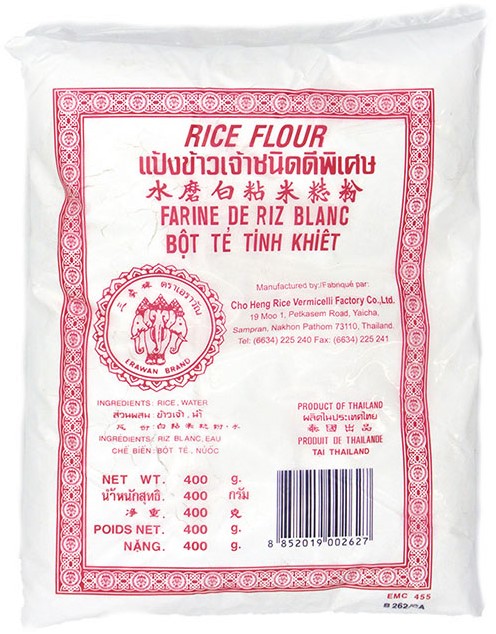 RICE FLOUR
แป้งข้าวเจ้าชนิดดีพิเศษ
水磨白粘米粉
FARINE DE RIZ BLANC
BỘT TẺ TINH KHIẾT
Manufactured by:/Fabriqué par:
Cho Heng Rice Vermicelli Factory Co.,Ltd.
19 Moo 1, Petkasem Road, Yaicha,
Sampran, Nakhon Pathom 73110, Thailand.
Tel: (6634) 225 240 Fax: (6634) 225 241
三象嘜 ตราเอราวัณ
ERAWAN BRAND
INGREDIENTS: RICE, WATER
ส่วนผสม ข้าวเจ้า, น้ำ
INGREDIENTS/ RIZ BLANC, EAU
CHẾ BIẾN: BỘT TẺ, NƯỚC
PRODUCT OF THAILAND
ผลิตในประเทศไทย
泰國出品
PRODUIT DE THAILANDE
TAI THAILAND
NET WT. 400 g.
น้ำหนักสุทธิ. 400 กรัม
净重. 400 克
POIDS NET. 400 g.
NẶNG. 400 g.
8 852019 002627
EMC 455